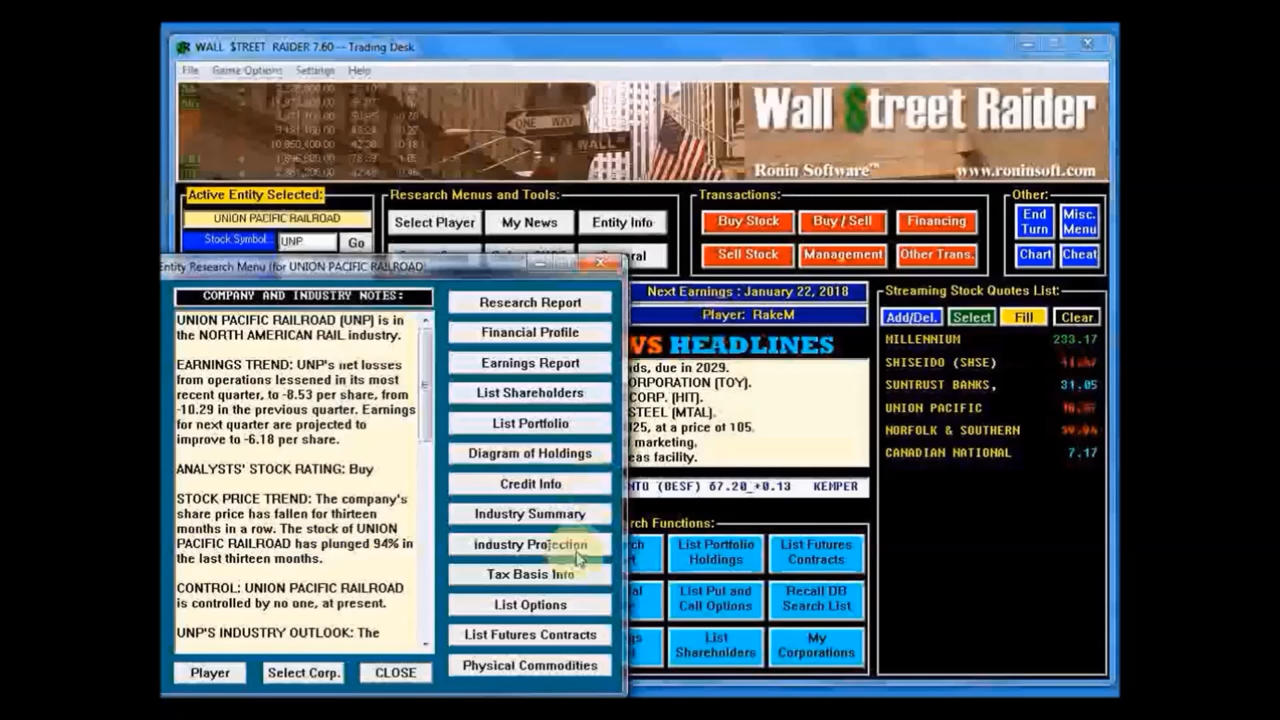 WALL $TREET RAIDER 7.60 -- Trading Desk
File Game Options Settings Help
ONE WAY
Wall $treet Raider
Ronin Software™ www.roninsoft.com
Active Entity Selected:
UNION PACIFIC RAILROAD
Stock Symbol... UNP Go
Research Menus and Tools:
Select Player My News Entity Info
Transactions:
Buy Stock Buy / Sell Financing
Sell Stock Management Other Trans.
Other:
End Turn Misc. Menu
Chart Cheat
Entity Research Menu (for UNION PACIFIC RAILROAD)
COMPANY AND INDUSTRY NOTES:
UNION PACIFIC RAILROAD (UNP) is in
the NORTH AMERICAN RAIL industry.
EARNINGS TREND: UNP's net losses
from operations lessened in its most
recent quarter, to -8.53 per share, from
-10.29 in the previous quarter. Earnings
for next quarter are projected to
improve to -6.18 per share.
ANALYSTS' STOCK RATING: Buy
STOCK PRICE TREND: The company's
share price has fallen for thirteen
months in a row. The stock of UNION
PACIFIC RAILROAD has plunged 94% in
the last thirteen months.
CONTROL: UNION PACIFIC RAILROAD
is controlled by no one, at present.
UNP'S INDUSTRY OUTLOOK: The
Player Select Corp. CLOSE
Research Report
Financial Profile
Earnings Report
List Shareholders
List Portfolio
Diagram of Holdings
Credit Info
Industry Summary
Industry Projection
Tax Basis Info
List Options
List Futures Contracts
Physical Commodities
Next Earnings : January 22, 2018
Player: RakeM
WS HEADLINES
ds, due in 2029.
ORPORATION (TOY).
CORP. (HIT).
STEEL (MTAL).
025, at a price of 105.
marketing.
eas facility.
NTO (BESF) 67.20 +0.13 KEMPER
rch Functions:
List Portfolio Holdings
List Futures Contracts
List Put and Call Options
Recall DB Search List
List Shareholders
My Corporations
Streaming Stock Quotes List:
Add/Del. Select Fill Clear
MILLENNIUM 233.17
SHISEIDO (SHSE)
SUNTRUST BANKS, 31.05
UNION PACIFIC
NORFOLK & SOUTHERN
CANADIAN NATIONAL 7.17